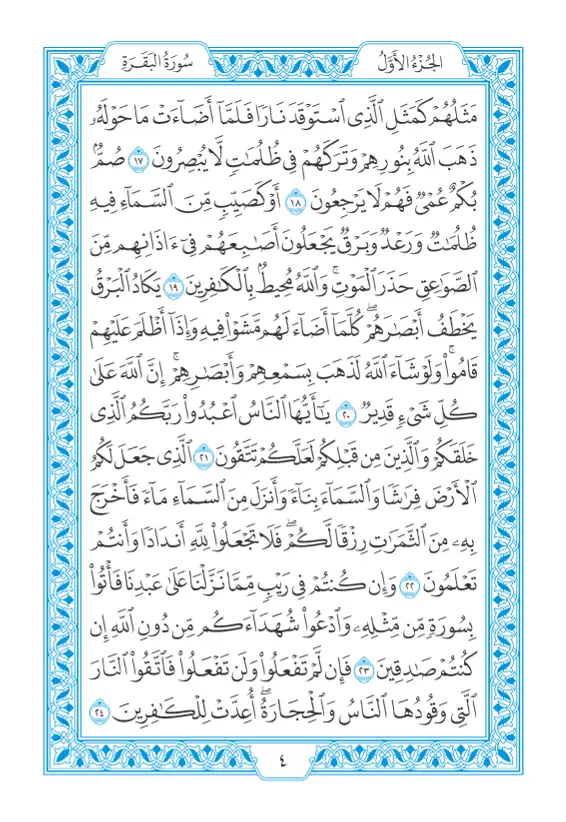 الجُزْءُ الأَوَّلُ
سُورَةُ البَقَرَةِ
مَثَلُهُمْ كَمَثَلِ ٱلَّذِى ٱسْتَوْقَدَ نَارًا فَلَمَّآ أَضَآءَتْ مَا حَوْلَهُۥ
ذَهَبَ ٱللَّهُ بِنُورِهِمْ وَتَرَكَهُمْ فِى ظُلُمَٰتٍ لَّا يُبْصِرُونَ ١٧ صُمٌّۢ
بُكْمٌ عُمْىٌ فَهُمْ لَا يَرْجِعُونَ ١٨ أَوْ كَصَيِّبٍ مِّنَ ٱلسَّمَآءِ فِيهِ
ظُلُمَٰتٌ وَرَعْدٌ وَبَرْقٌ يَجْعَلُونَ أَصَٰبِعَهُمْ فِىٓ ءَاذَانِهِم مِّنَ
ٱلصَّوَٰعِقِ حَذَرَ ٱلْمَوْتِ ۚ وَٱللَّهُ مُحِيطٌۢ بِٱلْكَٰفِرِينَ ١٩ يَكَادُ ٱلْبَرْقُ
يَخْطَفُ أَبْصَٰرَهُمْ ۖ كُلَّمَآ أَضَآءَ لَهُم مَّشَوْا۟ فِيهِ وَإِذَآ أَظْلَمَ عَلَيْهِمْ
قَامُوا۟ ۚ وَلَوْ شَآءَ ٱللَّهُ لَذَهَبَ بِسَمْعِهِمْ وَأَبْصَٰرِهِمْ ۚ إِنَّ ٱللَّهَ عَلَىٰ
كُلِّ شَىْءٍ قَدِيرٌ ٢٠ يَٰٓأَيُّهَا ٱلنَّاسُ ٱعْبُدُوا۟ رَبَّكُمُ ٱلَّذِى
خَلَقَكُمْ وَٱلَّذِينَ مِن قَبْلِكُمْ لَعَلَّكُمْ تَتَّقُونَ ٢١ ٱلَّذِى جَعَلَ لَكُمُ
ٱلْأَرْضَ فِرَٰشًا وَٱلسَّمَآءَ بِنَآءً وَأَنزَلَ مِنَ ٱلسَّمَآءِ مَآءً فَأَخْرَجَ
بِهِۦ مِنَ ٱلثَّمَرَٰتِ رِزْقًا لَّكُمْ ۖ فَلَا تَجْعَلُوا۟ لِلَّهِ أَندَادًا وَأَنتُمْ
تَعْلَمُونَ ٢٢ وَإِن كُنتُمْ فِى رَيْبٍ مِّمَّا نَزَّلْنَا عَلَىٰ عَبْدِنَا فَأْتُوا۟
بِسُورَةٍ مِّن مِّثْلِهِۦ وَٱدْعُوا۟ شُهَدَآءَكُم مِّن دُونِ ٱللَّهِ إِن
كُنتُمْ صَٰدِقِينَ ٢٣ فَإِن لَّمْ تَفْعَلُوا۟ وَلَن تَفْعَلُوا۟ فَٱتَّقُوا۟ ٱلنَّارَ
ٱلَّتِى وَقُودُهَا ٱلنَّاسُ وَٱلْحِجَارَةُ ۖ أُعِدَّتْ لِلْكَٰفِرِينَ ٢٤
٤